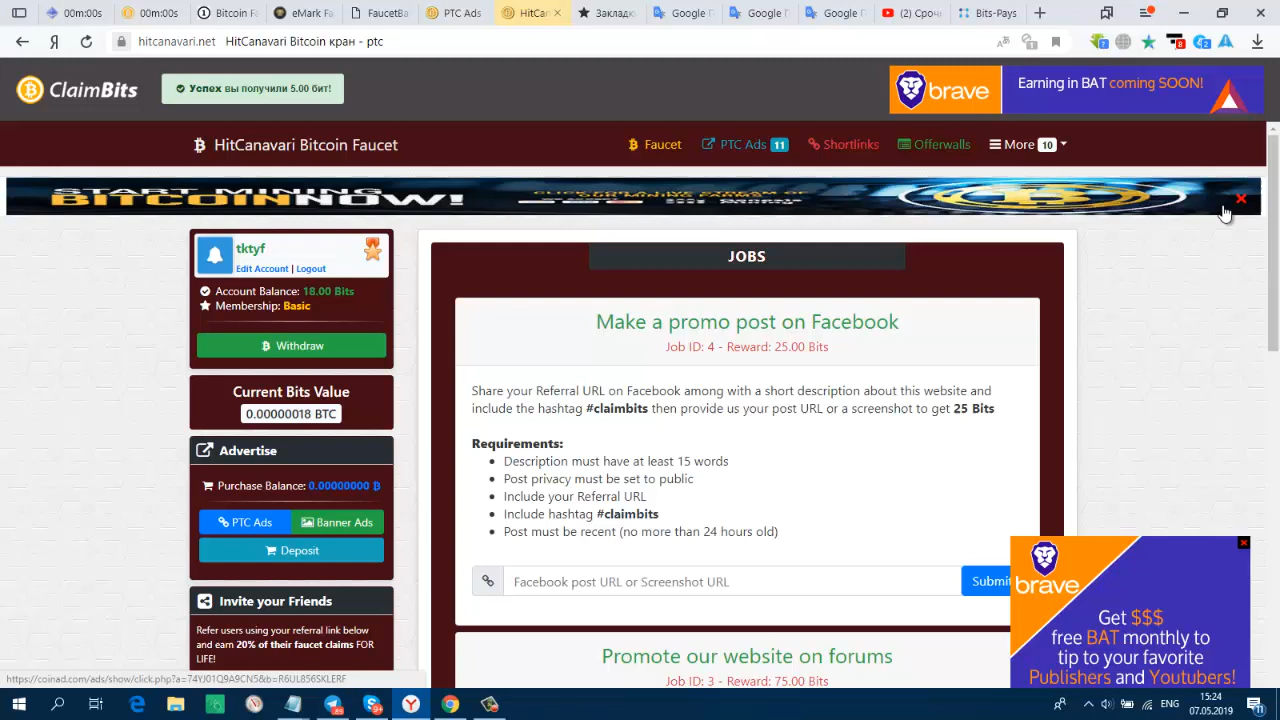 00m:00s
00m:00s
Bitcoin F
eMark Fa
FaucetBa
PTC Ads
HitCan
Закладк
Google Г
Google Г
Google Г
(2) Сроч
Bits-Pays
Я
hitcanavari.net HitCanavari Bitcoin кран - ptc
ClaimBits
Успех вы получили 5.00 бит!
brave
Earning in BAT coming SOON!
HitCanavari Bitcoin Faucet
Faucet
PTC Ads 11
Shortlinks
Offerwalls
More 10
START MINING
BITCOINNOW!
tktyf
Edit Account | Logout
Account Balance: 18.00 Bits
Membership: Basic
Withdraw
Current Bits Value
0.00000018 BTC
Advertise
Purchase Balance: 0.00000000 ₿
PTC Ads
Banner Ads
Deposit
Invite your Friends
Refer users using your referral link below
and earn 20% of their faucet claims FOR
LIFE!
JOBS
Make a promo post on Facebook
Job ID: 4 - Reward: 25.00 Bits
Share your Referral URL on Facebook among with a short description about this website and
include the hashtag #claimbits then provide us your post URL or a screenshot to get 25 Bits
Requirements:
Description must have at least 15 words
Post privacy must be set to public
Include your Referral URL
Include hashtag #claimbits
Post must be recent (no more than 24 hours old)
Facebook post URL or Screenshot URL
Submi
Promote our website on forums
Job ID: 3 - Reward: 75.00 Bits
brave
Get $$$
free BAT monthly to
tip to your favorite
Publishers and Youtubers!
https://coinad.com/ads/show/click.php?a=74YJ01Q9A9CN5&b=R6UL856SKLERF
ENG
15:24
07.05.2019